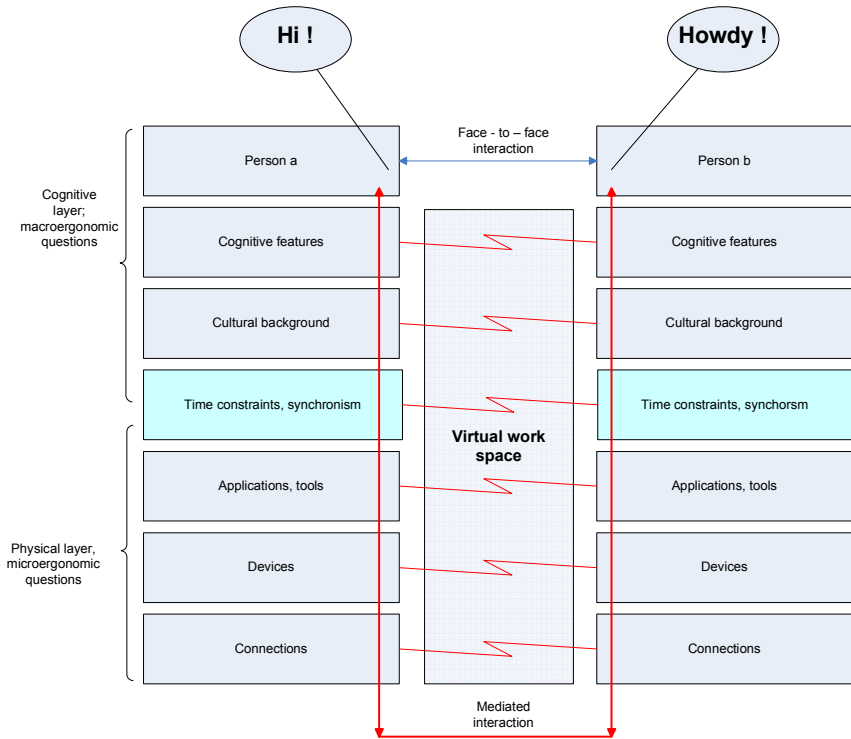 Hi !
Howdy !
Face - to – face
interaction
Person a
Person b
Cognitive
layer;
macroergonomic
questions
Cognitive features
Cognitive features
Cultural background
Cultural background
Time constraints, synchronism
Time constraints, synchorsm
Virtual work
space
Applications, tools
Applications, tools
Physical layer,
microergonomic
questions
Devices
Devices
Connections
Connections
Mediated
interaction